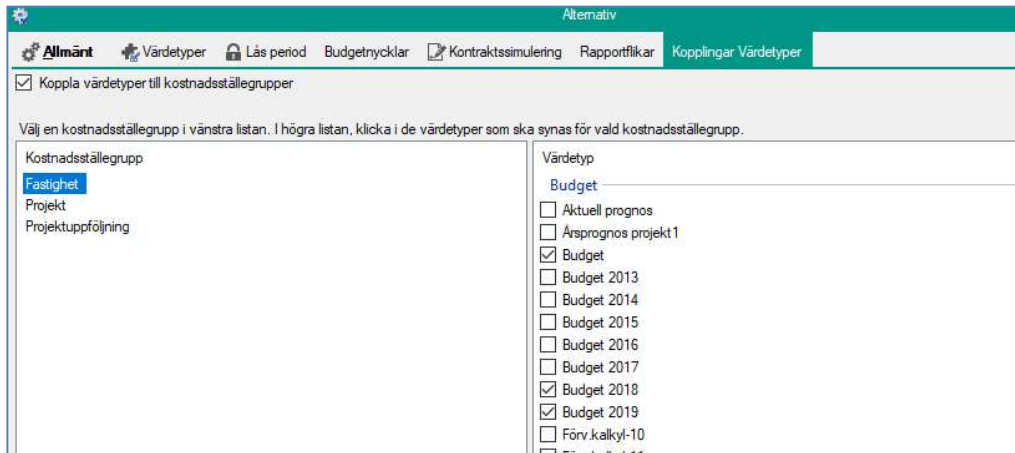 Alternativ
Allmänt Värdetyper Lås period Budgetnycklar Kontraktssimulering Rapportflikar Kopplingar Värdetyper
Koppla värdetyper till kostnadsställegrupper
Välj en kostnadsställegrupp i vänstra listan. I högra listan, klicka i de värdetyper som ska synas för vald kostnadsställegrupp.
Kostnadsställegrupp
Fastighet
Projekt
Projektuppföljning
Värdetyp
Budget
Aktuell prognos
Årsprognos projekt1
Budget
Budget 2013
Budget 2014
Budget 2015
Budget 2016
Budget 2017
Budget 2018
Budget 2019
Förv.kalkyl-10